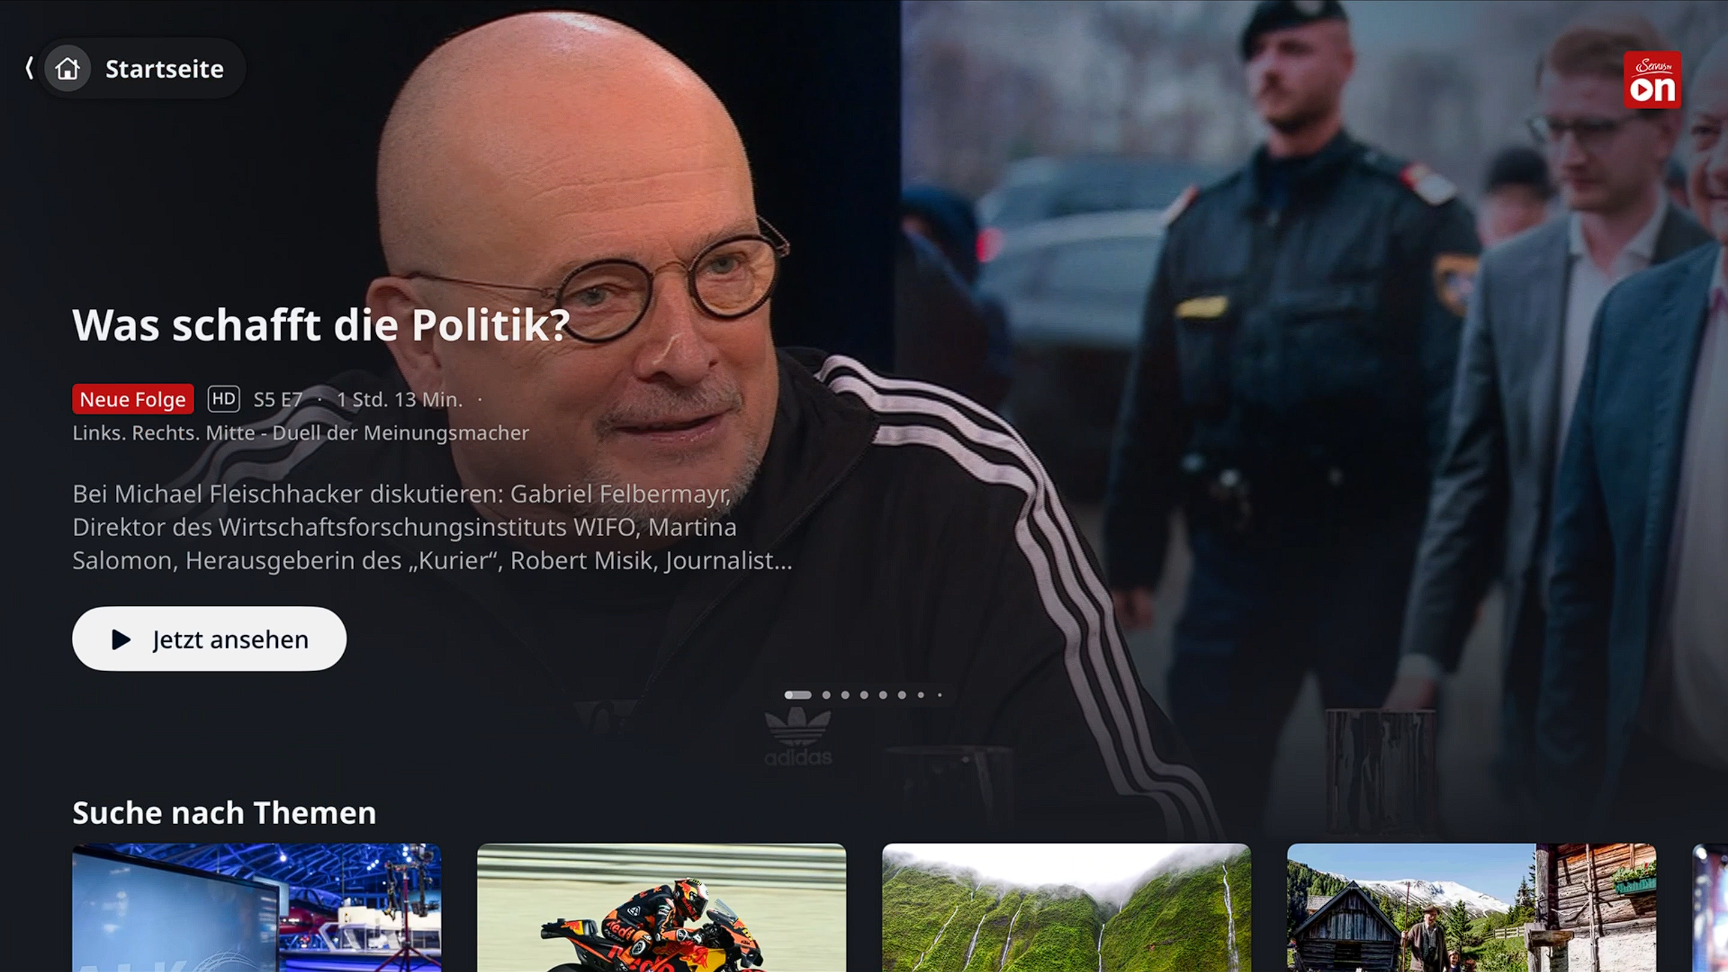 Startseite
ServusTV
on
Was schafft die Politik?
Neue Folge HD S5 E7 · 1 Std. 13 Min. ·
Links. Rechts. Mitte - Duell der Meinungsmacher
Bei Michael Fleischhacker diskutieren: Gabriel Felbermayr,
Direktor des Wirtschaftsforschungsinstituts WIFO, Martina
Salomon, Herausgeberin des „Kurier“, Robert Misik, Journalist...
Jetzt ansehen
adidas
Suche nach Themen